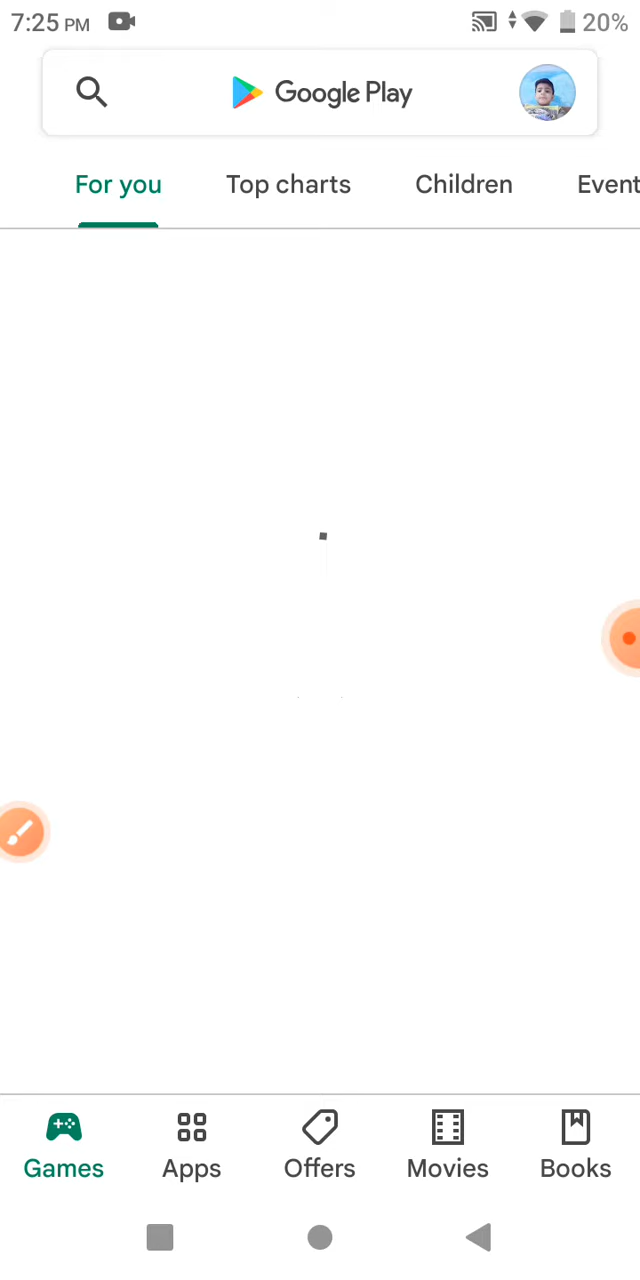 7:25 PM 20%
Google Play
For you Top charts Children Event
Games Apps Offers Movies Books